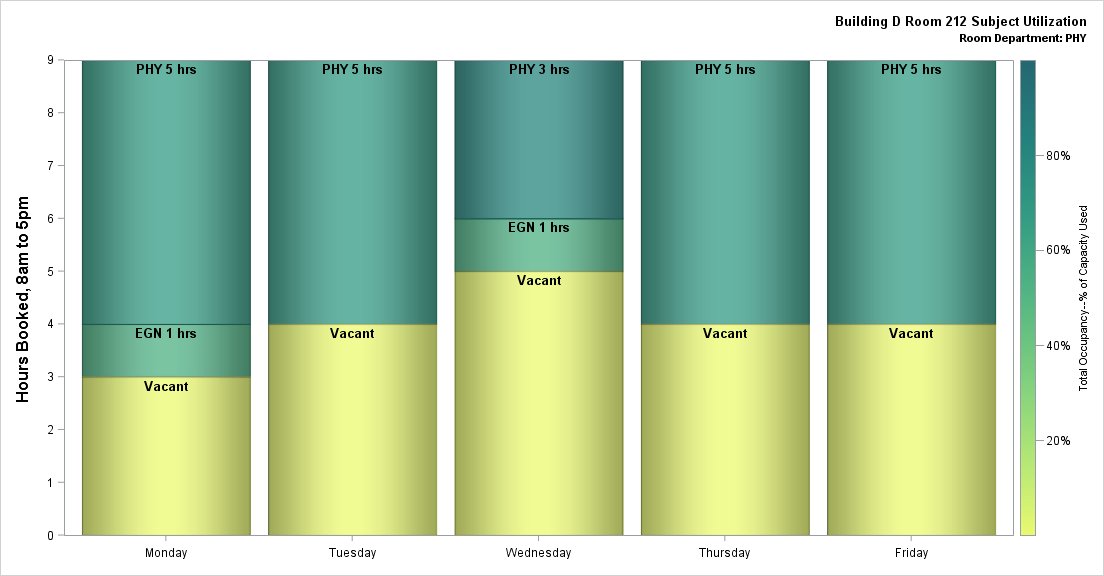 Building D Room 212 Subject Utilization
Room Department: PHY
Hours Booked, 8am to 5pm
9
8
7
6
5
4
3
2
1
0
PHY 5 hrs
EGN 1 hrs
Vacant
PHY 5 hrs
Vacant
PHY 3 hrs
EGN 1 hrs
Vacant
PHY 5 hrs
Vacant
PHY 5 hrs
Vacant
Monday
Tuesday
Wednesday
Thursday
Friday
80%
60%
40%
20%
Total Occupancy--% of Capacity Used